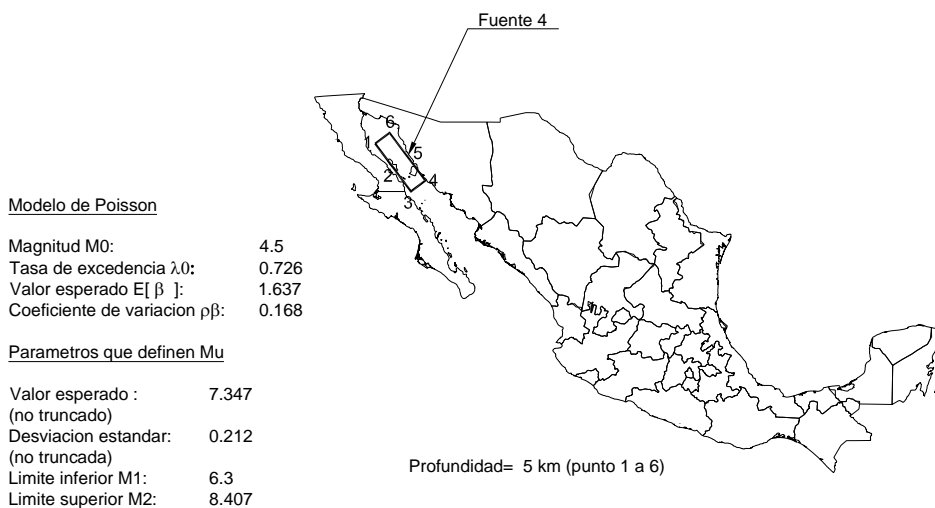 Fuente 4
6
1
5
2
4
3
Modelo de Poisson
Magnitud M0: 4.5
Tasa de excedencia λ0: 0.726
Valor esperado E[ β ]: 1.637
Coeficiente de variacion ρβ: 0.168
Parametros que definen Mu
Valor esperado : 7.347
(no truncado)
Desviacion estandar: 0.212
(no truncada)
Limite inferior M1: 6.3
Limite superior M2: 8.407
Profundidad= 5 km (punto 1 a 6)